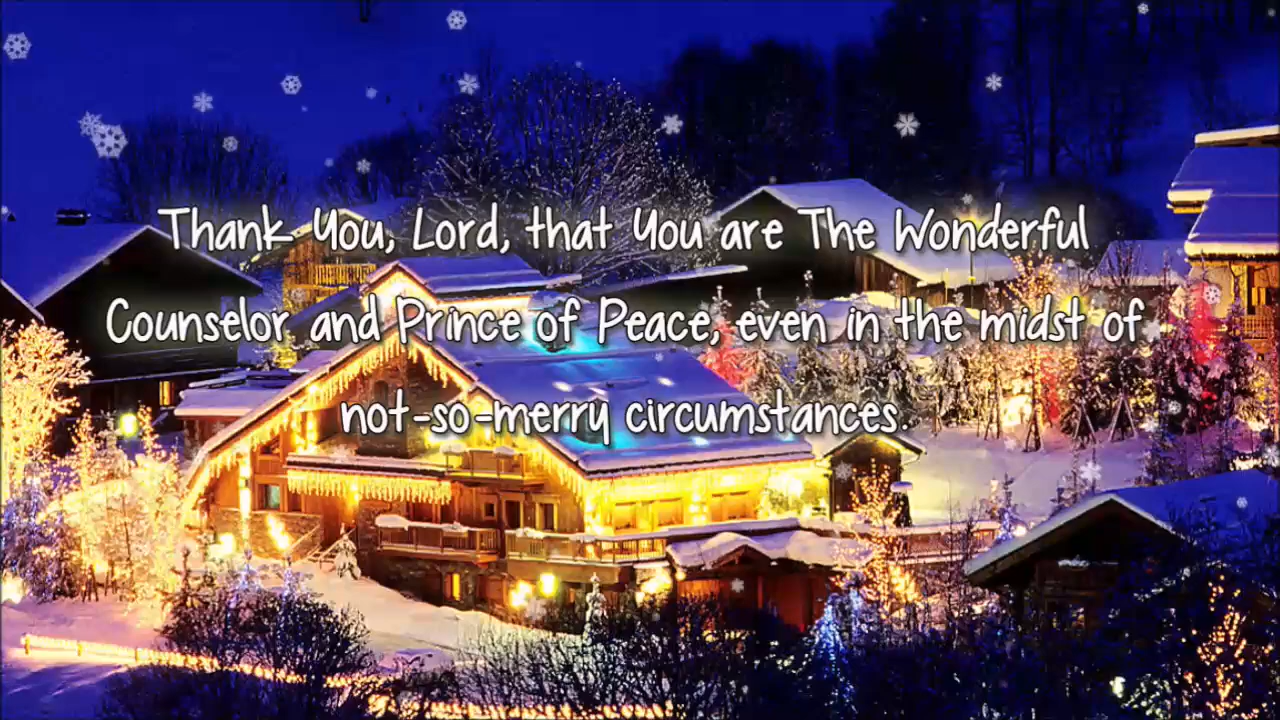 Thank You, Lord, that You are The Wonderful
Counselor and Prince of Peace, even in the midst of
not-so-merry circumstances.